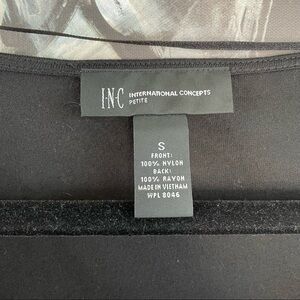 I·N·C INTERNATIONAL CONCEPTS
PETITE
S
FRONT:
100% NYLON
BACK:
100% RAYON
MADE IN VIETNAM
WPL 8046